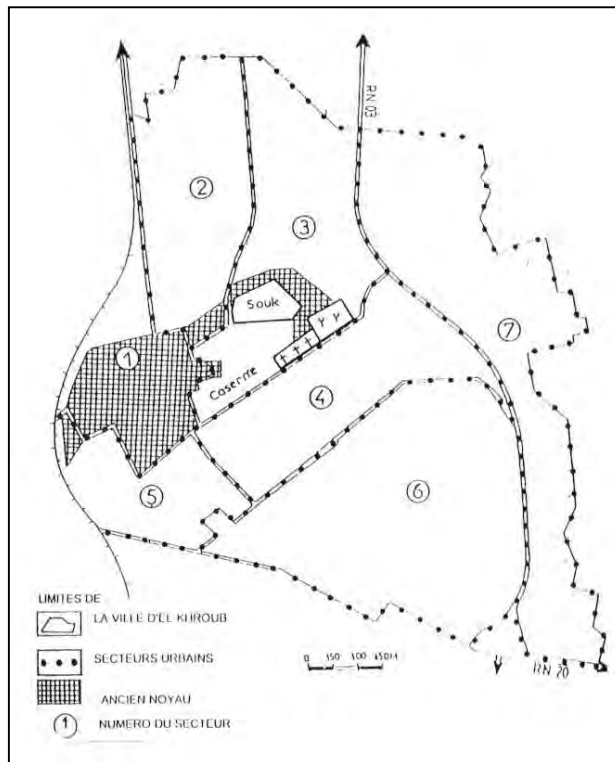 RN 03
2
3
Souk
7
1
Caserne
4
5
6
LIMITES DE
LA VILLE D'EL KHROUB
SECTEURS URBAINS
ANCIEN NOYAU
1 NUMERO DU SECTEUR
0 150 300 450M
RN 20